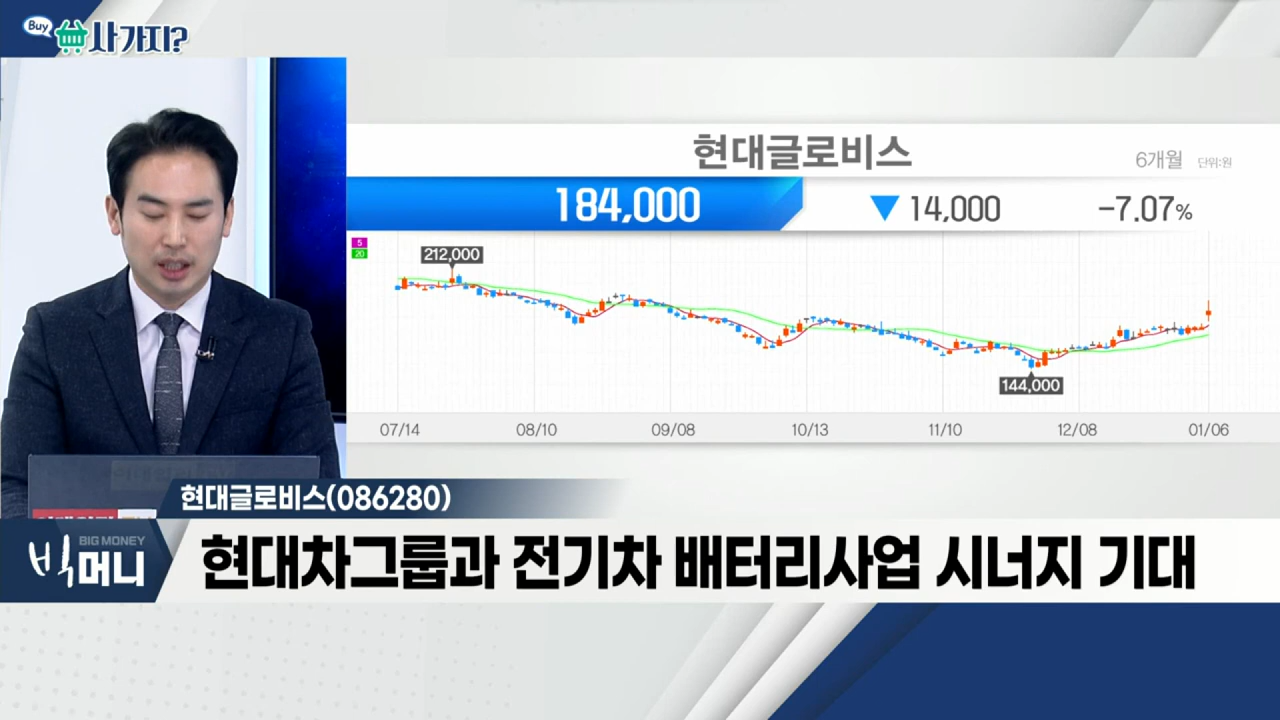 Buy
사가지?
현대글로비스
6개월 단위:원
184,000 ▼ 14,000 -7.07%
5
20
212,000
144,000
07/14 08/10 09/08 10/13 11/10 12/08 01/06
현대글로비스(086280)
BIG MONEY
빅머니
현대차그룹과 전기차 배터리사업 시너지 기대